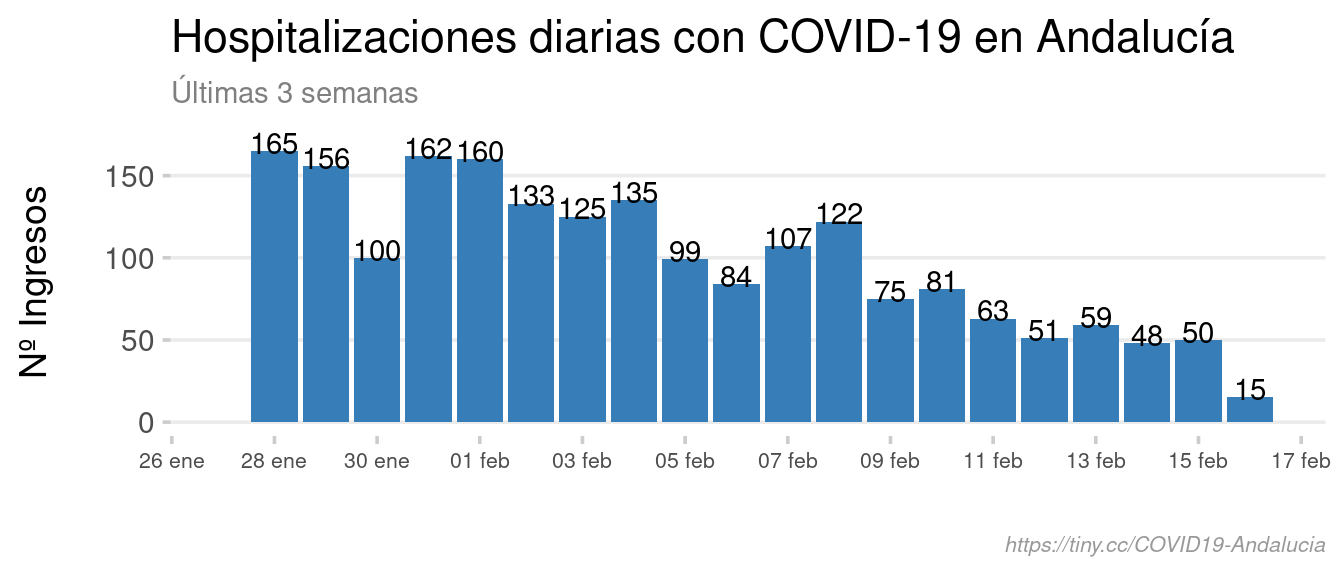 Hospitalizaciones diarias con COVID-19 en Andalucía
Últimas 3 semanas
Nº Ingresos
150
100
50
0
165
156
100
162
160
133
125
135
99
84
107
122
75
81
63
51
59
48
50
15
26 ene
28 ene
30 ene
01 feb
03 feb
05 feb
07 feb
09 feb
11 feb
13 feb
15 feb
17 feb
https://tiny.cc/COVID19-Andalucia